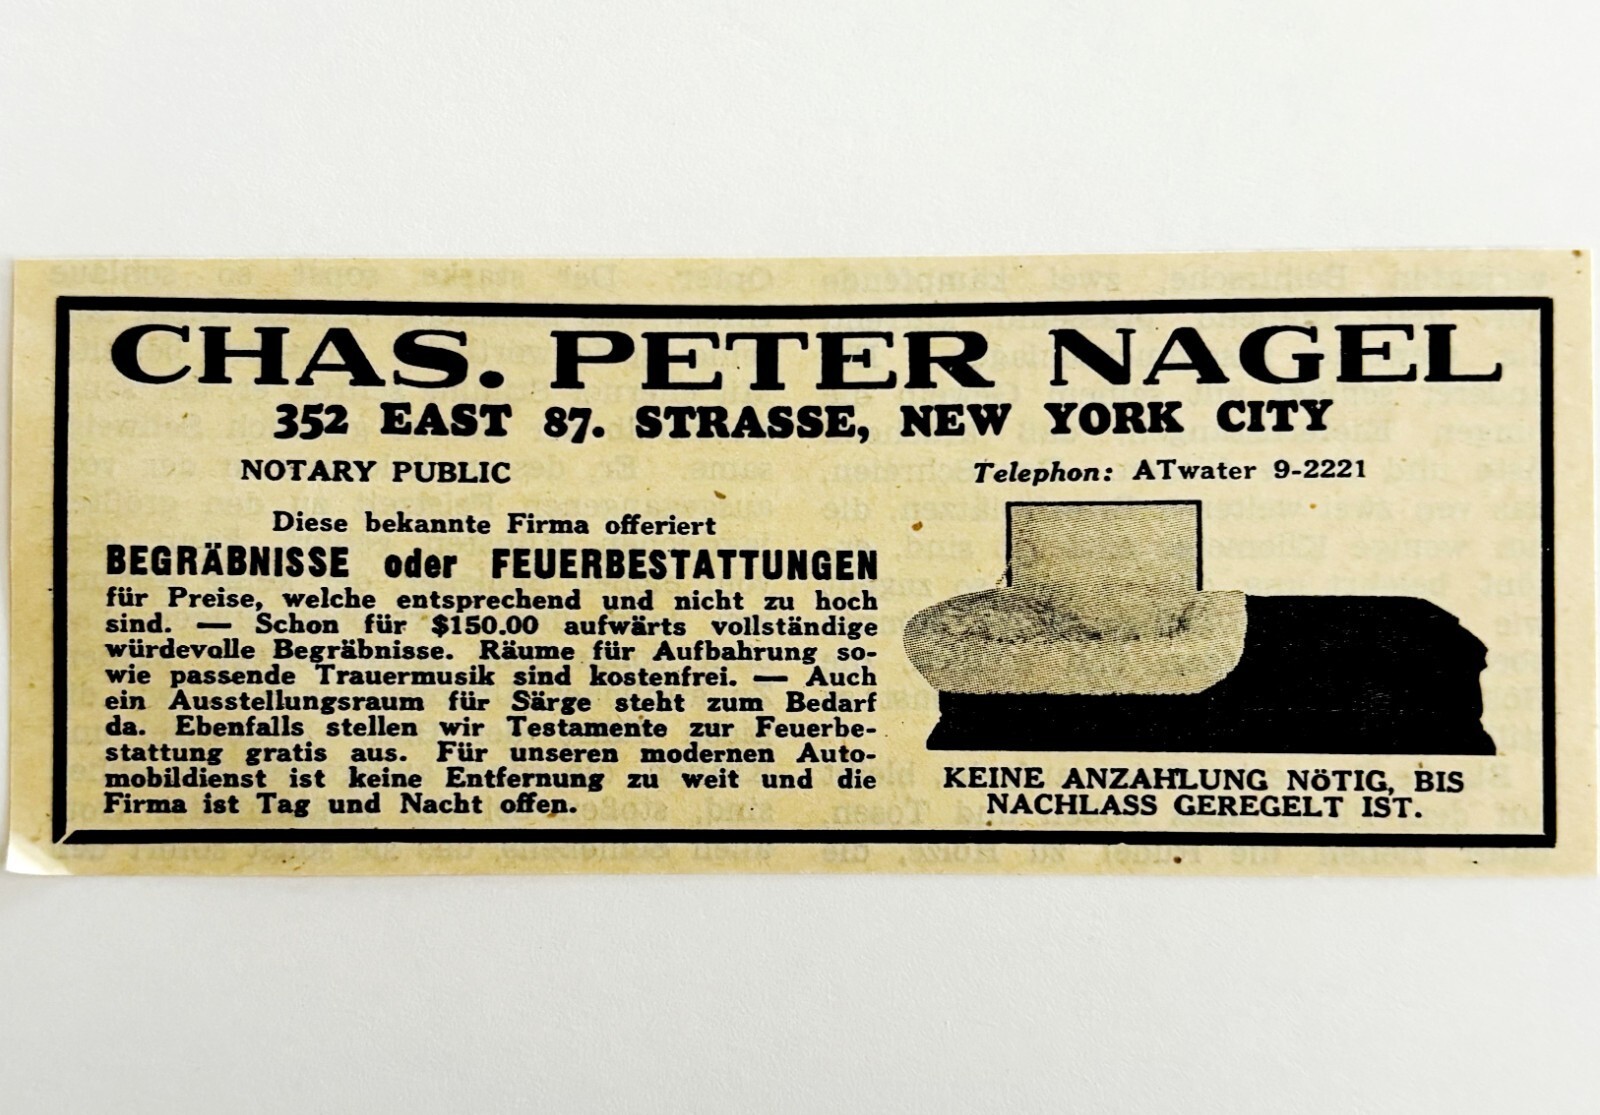 CHAS. PETER NAGEL
352 EAST 87. STRASSE, NEW YORK CITY
NOTARY PUBLIC
Telephon: ATwater 9-2221
Diese bekannte Firma offeriert
BEGRÄBNISSE oder FEUERBESTATTUNGEN
für Preise, welche entsprechend und nicht zu hoch
sind. — Schon für $150.00 aufwärts vollständige
würdevolle Begräbnisse. Räume für Aufbahrung so-
wie passende Trauermusik sind kostenfrei. — Auch
ein Ausstellungsraum für Särge steht zum Bedarf
da. Ebenfalls stellen wir Testamente zur Feuerbe-
stattung gratis aus. Für unseren modernen Auto-
mobildienst ist keine Entfernung zu weit und die
Firma ist Tag und Nacht offen.
KEINE ANZAHLUNG NÖTIG, BIS
NACHLASS GEREGELT IST.